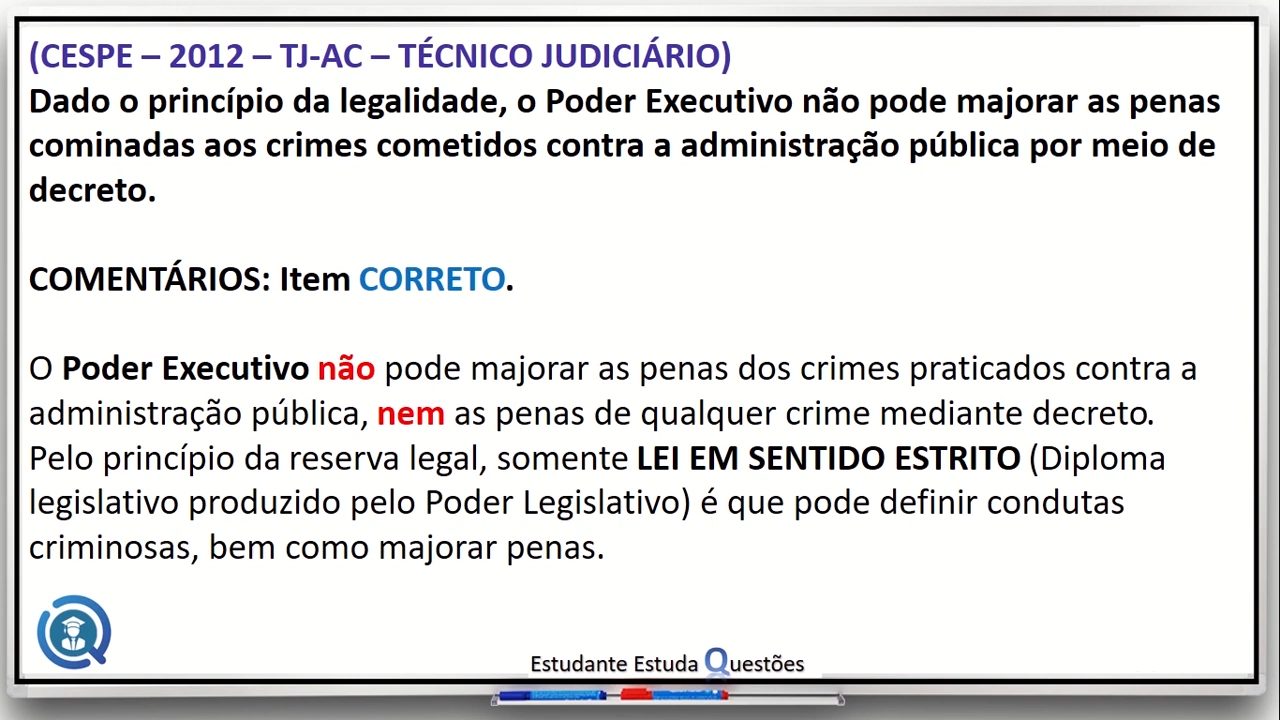 (CESPE – 2012 – TJ-AC – TÉCNICO JUDICIÁRIO)
Dado o princípio da legalidade, o Poder Executivo não pode majorar as penas
cominadas aos crimes cometidos contra a administração pública por meio de
decreto.
COMENTÁRIOS: Item CORRETO.
O Poder Executivo não pode majorar as penas dos crimes praticados contra a
administração pública, nem as penas de qualquer crime mediante decreto.
Pelo princípio da reserva legal, somente LEI EM SENTIDO ESTRITO (Diploma
legislativo produzido pelo Poder Legislativo) é que pode definir condutas
criminosas, bem como majorar penas.
Estudante Estuda Questões